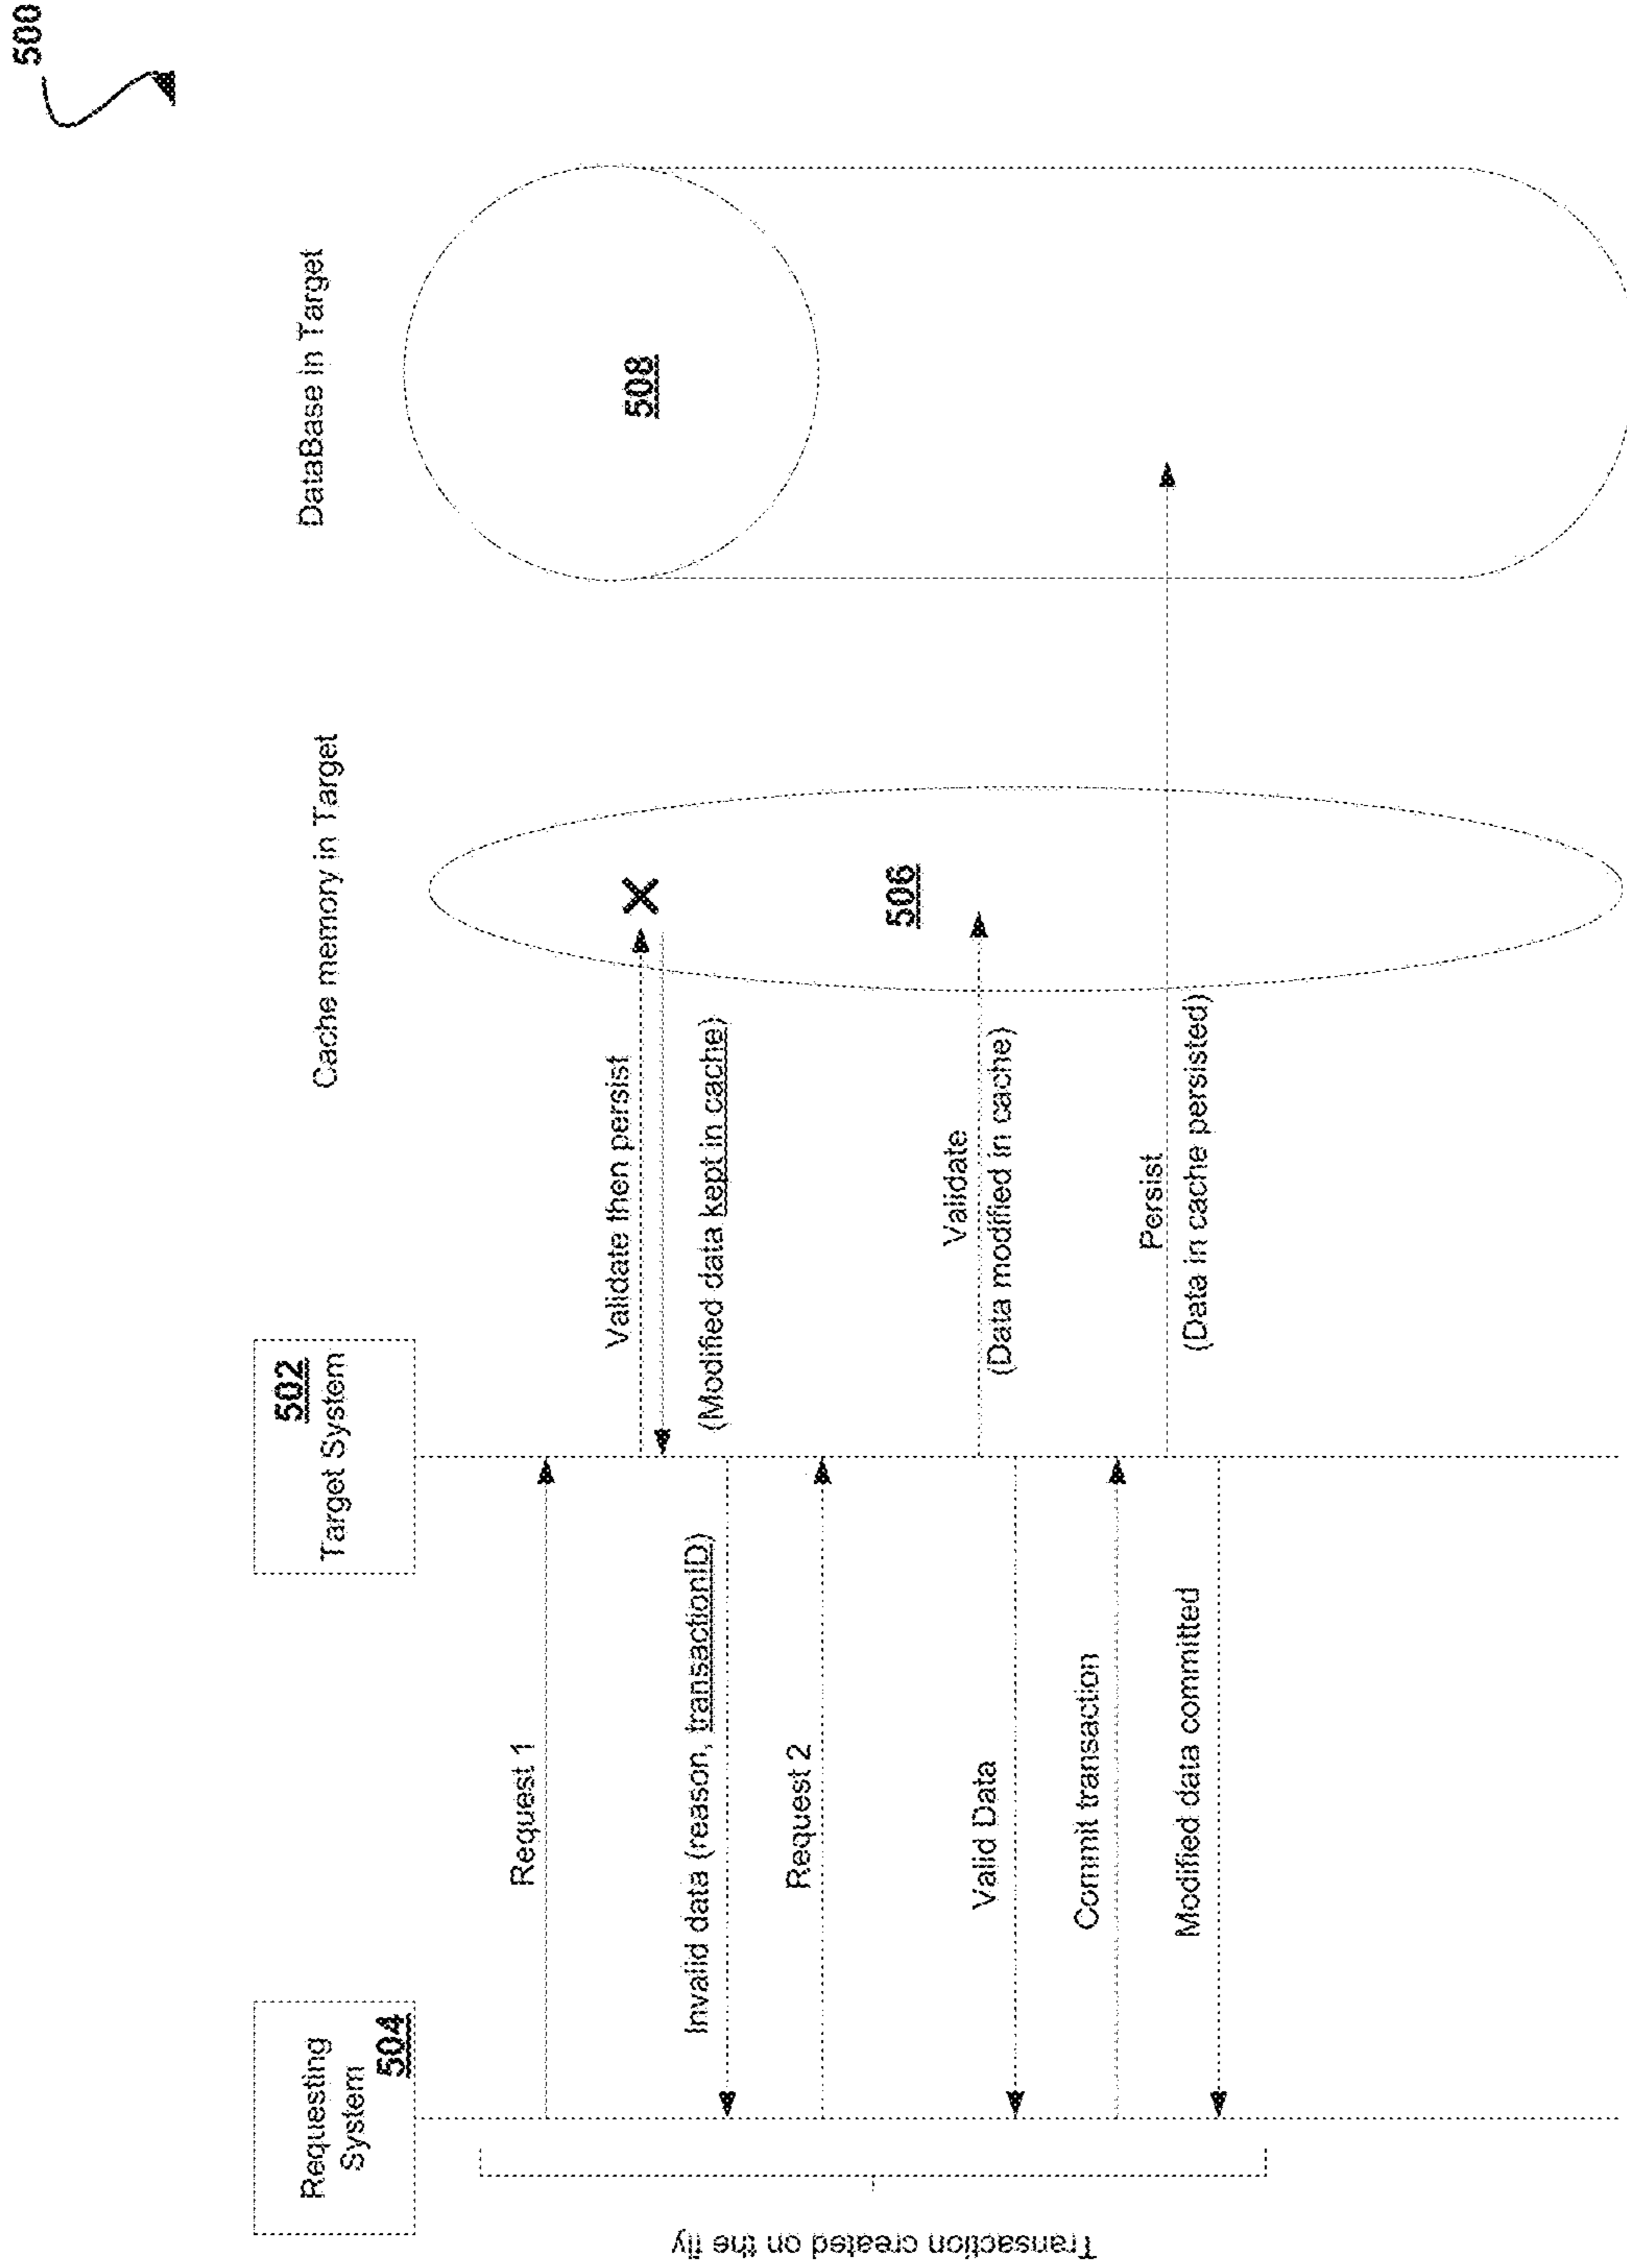 500
Requesting
System
504
502
Target System
Cache memory in Target
DataBase in Target
508
506
Request 1
Validate then persist
(Modified data kept in cache)
Invalid data (reason, transactionID)
Request 2
Validate
(Data modified in cache)
Valid Data
Commit transaction
Persist
(Data in cache persisted)
Modified data committed
Transaction created on the fly